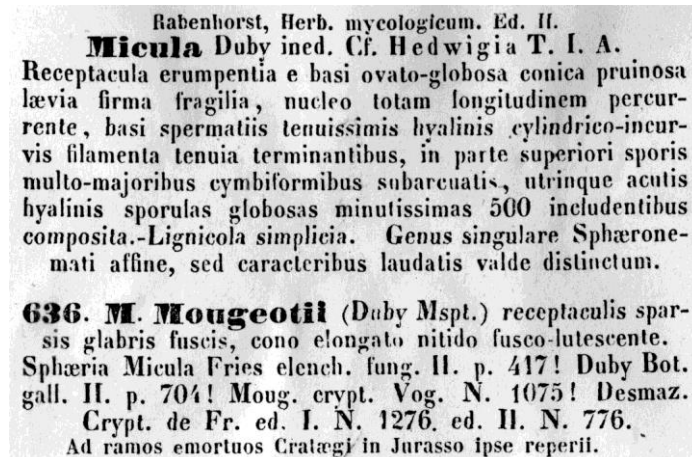 Rabenhorst, Herb. mycologicum. Ed. II.
Micula Duby ined. Cf. Hedwigia T. I. A.
Receptacula erumpentia e basi ovato-globosa conica pruinosa
lævia firma fragilia, nucleo totam longitudinem percur-
rente, basi spermatiis tenuissimis hyalinis cylindrico-incur-
vis filamenta tenuia terminantibus, in parte superiori sporis
multo-majoribus cymbiformibus subarcuatis, utrinque acutis
hyalinis sporulas globosas minutissimas 500 includentibus
composita.-Lignicola simplicia. Genus singulare Sphærone-
mati affine, sed caracteribus laudatis valde distinctum.
636. M. Mougeotii (Duby Mspt.) receptaculis spar-
sis glabris fuscis, cono elongato nitido fusco-lutescente.
Sphæria Micula Fries elench. fung. II. p. 417! Duby Bot.
gall. II. p. 704! Moug. crypt. Vog. N. 1075! Desmaz.
Crypt. de Fr. ed. I. N. 1276. ed. II. N. 776.
Ad ramos emortuos Cratægi in Jurasso ipse reperii.